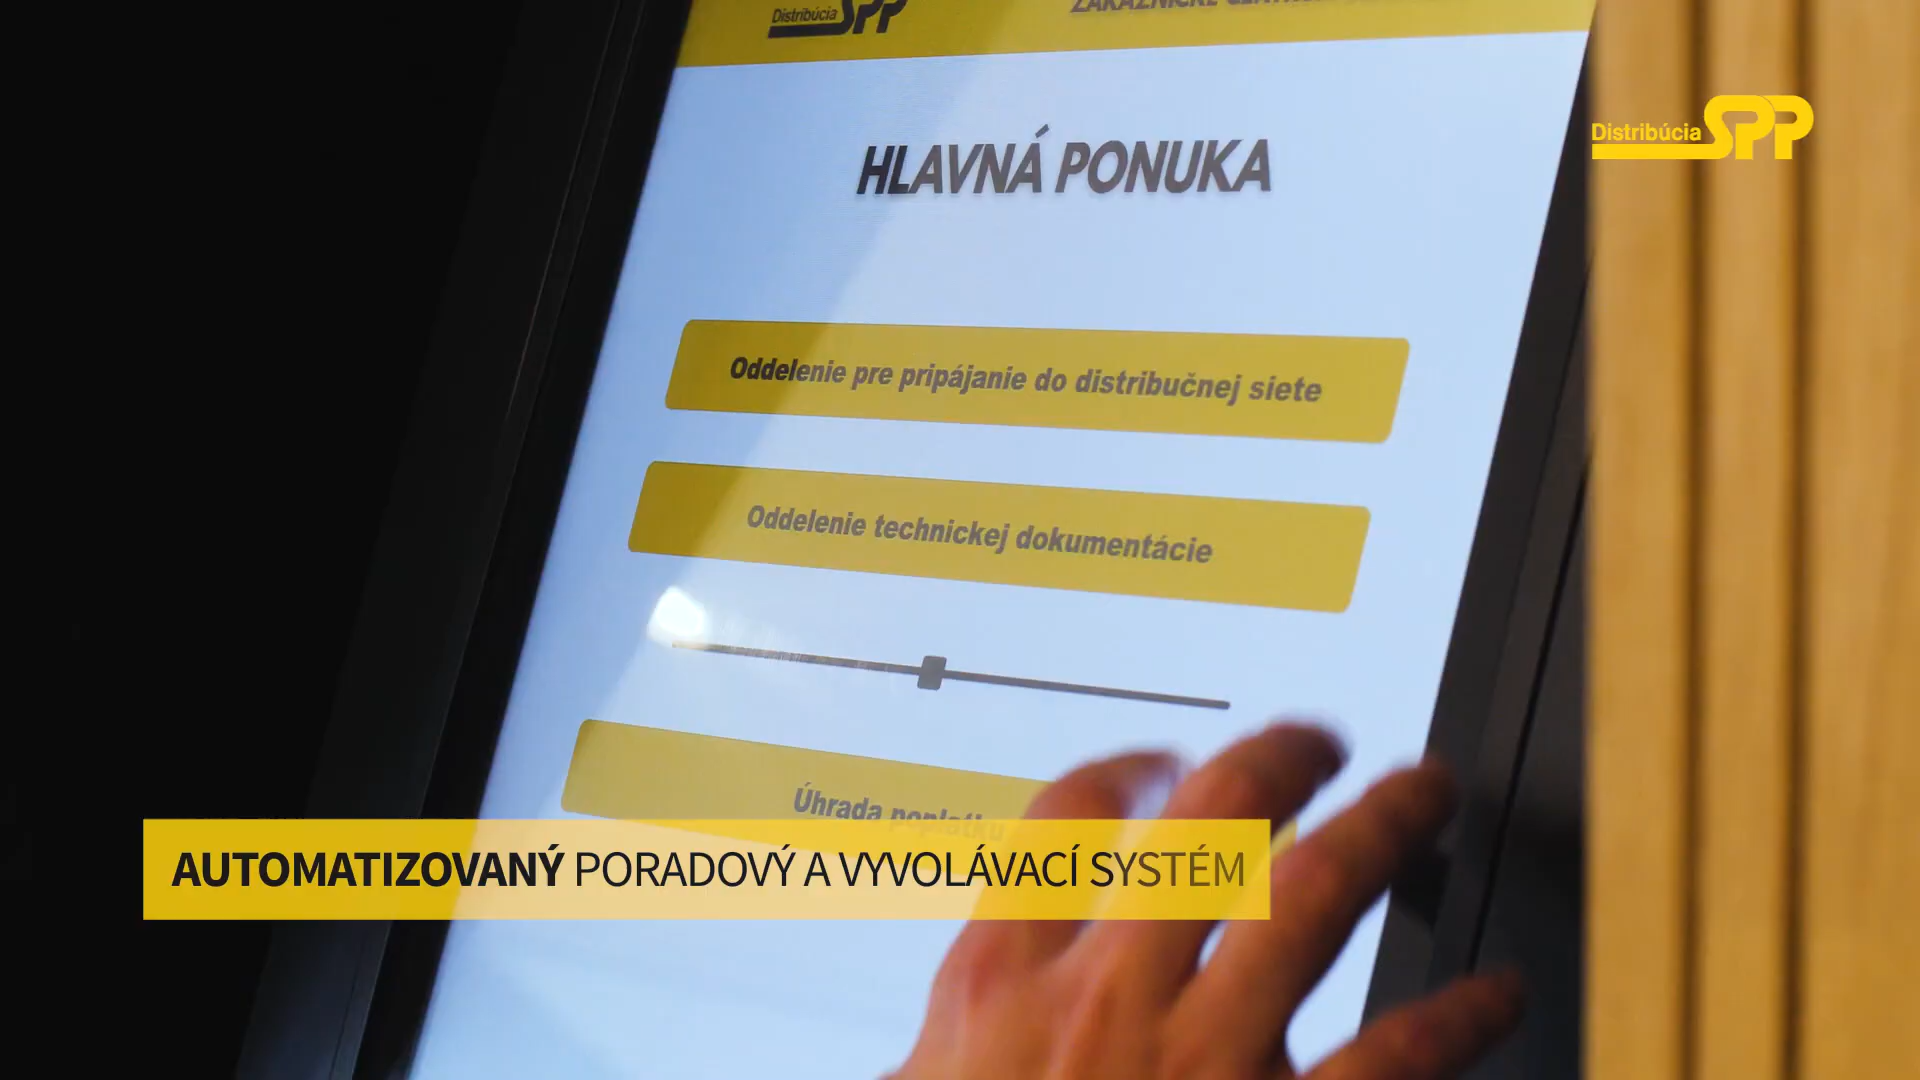 Distribúcia SPP
HLAVNÁ PONUKA
Distribúcia SPP
Oddelenie pre pripájanie do distribučnej siete
Oddelenie technickej dokumentácie
Úhrada poplatku
AUTOMATIZOVANÝ PORADOVÝ A VYVOLÁVACÍ SYSTÉM